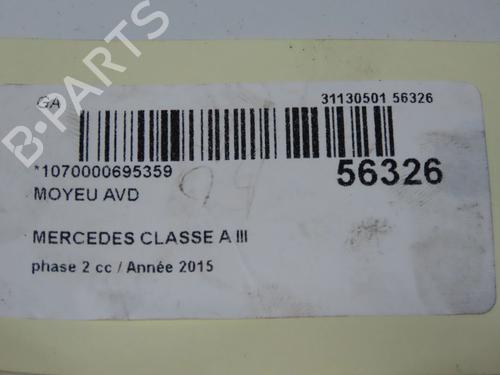 GA 31130501 56326
*1070000695359 56326
MOYEU AVD
MERCEDES CLASSE A III
phase 2 cc / Année 2015
B-PARTS